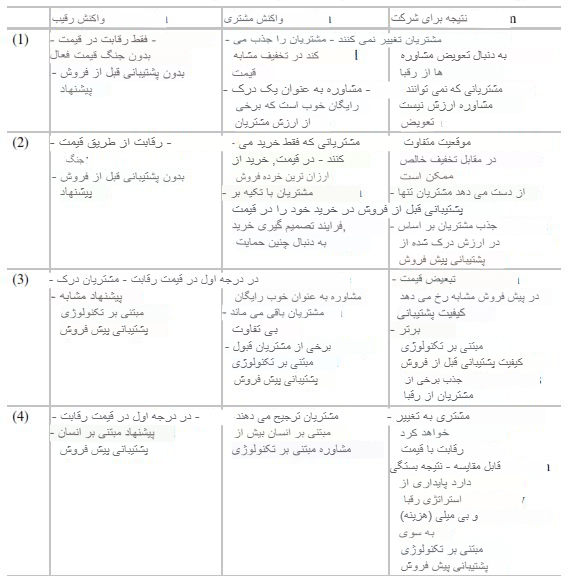 واکنش رقیب
واکنش مشتری
نتیجه برای شرکت
(1)
- فقط رقابت در قیمت -
بدون جنگ قیمت فعال
بدون پشتیبانی قبل از فروش -
پیشنهاد
مشتریان تغییر نمی کنند - مشتریان را جذب می -
کند در تخفیف مشابه
قیمت
- مشاوره به عنوان یک درک -
رایگان خوب است که برخی
از ارزش مشتریان
به دنبال تعویض مشاوره
ها از رقبا
مشتریانی که نمی توانند
مشاوره ارزش نیست
تعویض
(2)
- رقابت از طریق قیمت -
جنگ
بدون پشتیبانی قبل از فروش -
پیشنهاد
مشتریانی که فقط خرید می -
کنند - در قیمت, خرید از
ارزان ترین خرده فروش
مشتریان با تکیه بر -
پشتیبانی قبل از فروش در خرید خود را در قیمت
فرایند تصمیم گیری خرید,
به دنبال چنین حمایت
موقعیت متفاوت
در مقابل تخفیف خالص
ممکن است
از دست می دهد مشتریان تنها -
جذب مشتریان بر اساس -
در ارزش درک شده از
پشتیبانی پیش فروش
(3)
در درجه اول در قیمت رقابت - مشتریان درک -
پیشنهاد مشابه -
مبتنی بر تکنولوژی
پشتیبانی پیش فروش
مشاوره به عنوان خوب رایگان
مشتریان باقی می ماند -
بی تفاوت
برخی از مشتریان قبول -
مبتنی بر تکنولوژی
پشتیبانی پیش فروش
تبعیض قیمت -
در پیش فروش مشابه رخ می دهد
کیفیت پشتیبانی
برتر -
مبتنی بر تکنولوژی
کیفیت پشتیبانی قبل از فروش
جذب برخی از
مشتریان از رقبا
(4)
- در درجه اول در قیمت رقابت -
پیشنهاد مبتنی بر انسان -
پشتیبانی پیش فروش
مشتریان ترجیح می دهند
مبتنی بر انسان بیش از
مشاوره مبتنی بر تکنولوژی
مشتری به تغییر -
خواهد کرد
رقابت با قیمت
قابل مقایسه - نتیجه بستگی
دارد پایداری از
استراتژی رقبا
و بی میلی (هزینه)
به سوی
مبتنی بر تکنولوژی
پشتیبانی پیش فروش